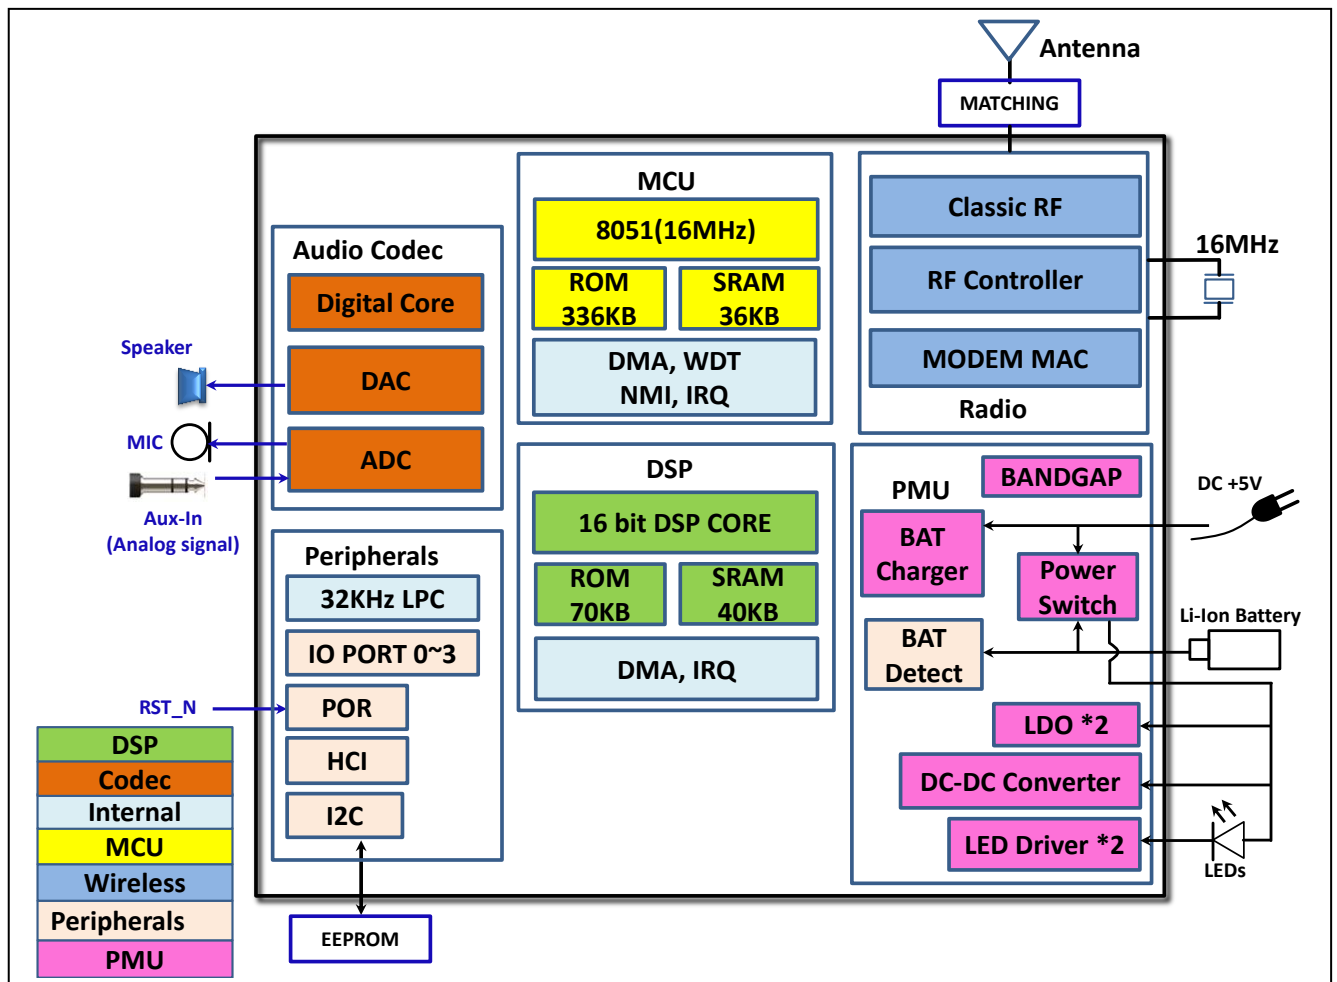 Antenna
MATCHING
MCU
8051(16MHz)
ROM
336KB
SRAM
36KB
DMA, WDT
NMI, IRQ
Classic RF
RF Controller
MODEM MAC
Radio
16MHz
Audio Codec
Digital Core
DAC
ADC
Speaker
MIC
Aux-In
(Analog signal)
DSP
16 bit DSP CORE
ROM
70KB
SRAM
40KB
DMA, IRQ
PMU
BANDGAP
BAT
Charger
Power
Switch
BAT
Detect
LDO *2
DC-DC Converter
LED Driver *2
DC +5V
Li-Ion Battery
LEDs
Peripherals
32KHz LPC
IO PORT 0~3
POR
HCI
I2C
RST_N
EEPROM
DSP
Codec
Internal
MCU
Wireless
Peripherals
PMU